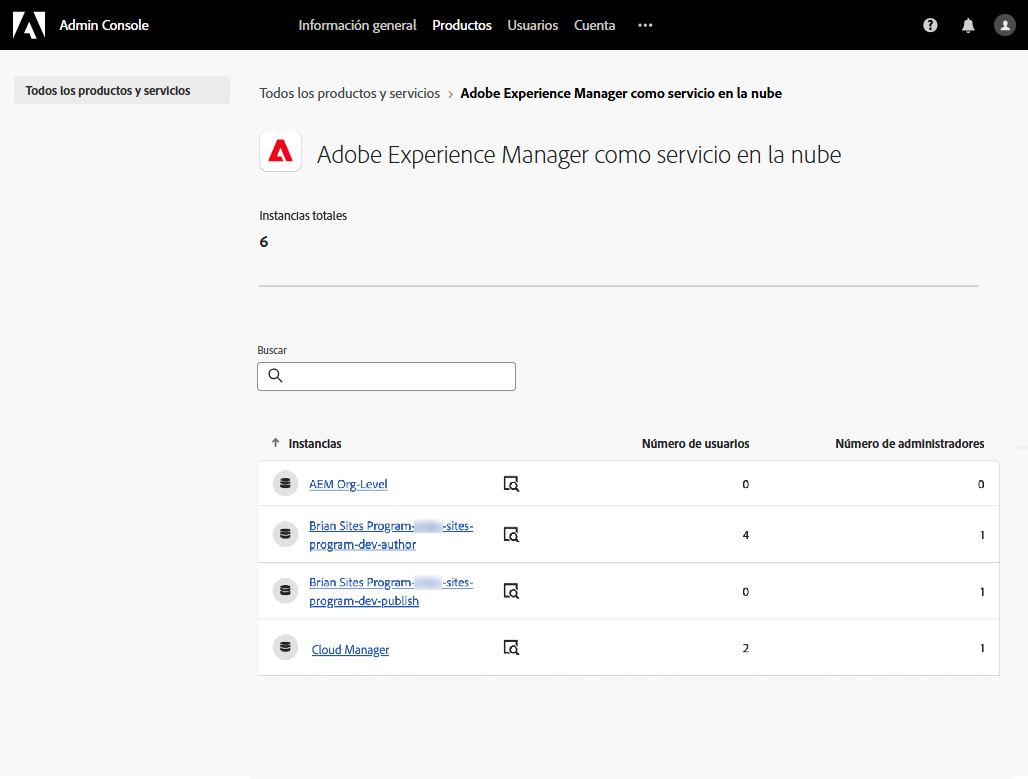 Admin Console
Información general Productos Usuarios Cuenta
Todos los productos y servicios
Todos los productos y servicios > Adobe Experience Manager como servicio en la nube
Adobe Experience Manager como servicio en la nube
Instancias totales
6
Buscar
Instancias Número de usuarios Número de administradores
AEM Org-Level 0 0
Brian Sites Program- -sites-
program-dev-author 4 1
Brian Sites Program- -sites-
program-dev-publish 0 1
Cloud Manager 2 1